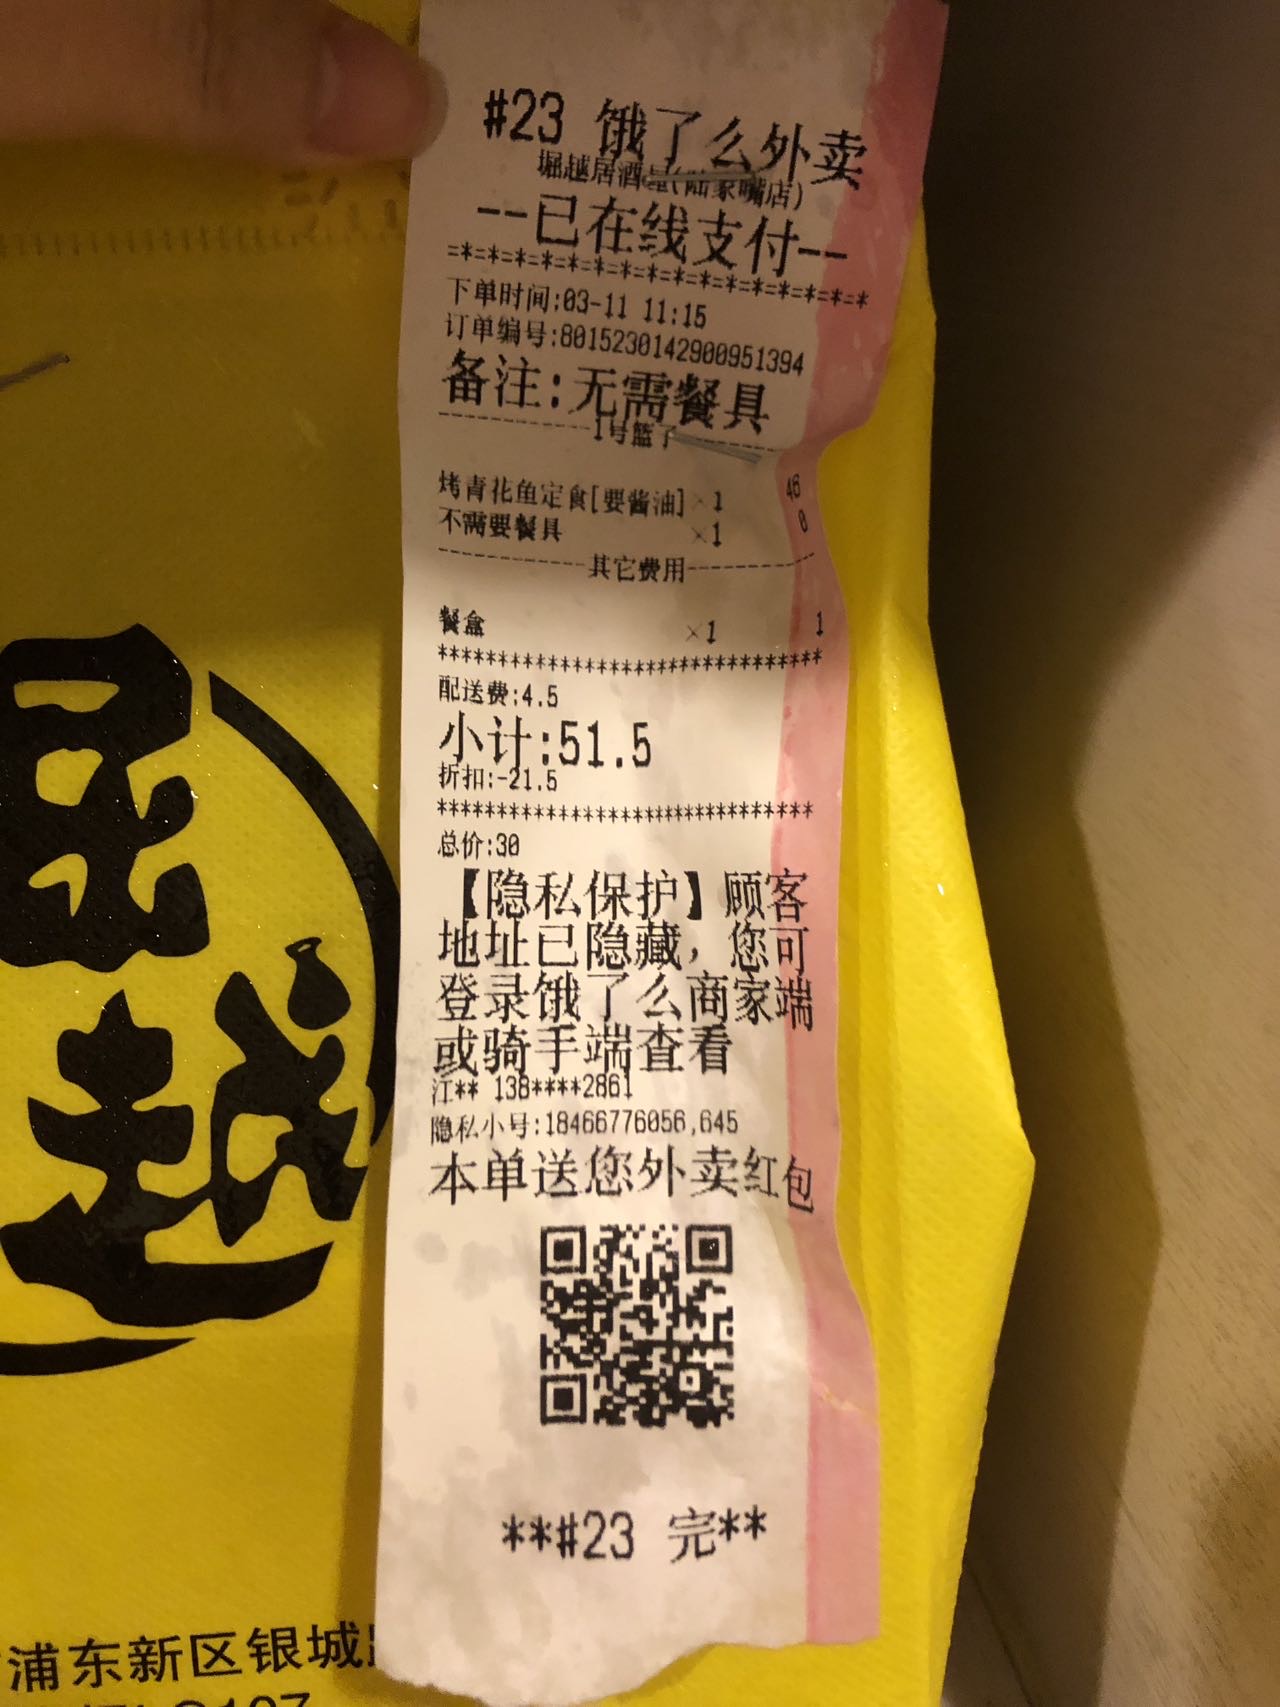 #23 饿了么外卖
堀越居酒屋(陆家嘴店)
--已在线支付--
=*=*=*=*=*=*=*=*=*=*=*=*=*=*=*=*
下单时间:03-11 11:15
订单编号:8015230142900951394
备注:无需餐具
------------1号篮子------------
烤青花鱼定食[要酱油] ×1 46
不需要餐具 ×1 0
------------其它费用------------
餐盒 ×1 1
********************************
配送费:4.5
小计:51.5
折扣:-21.5
********************************
总价:30
【隐私保护】顾客
地址已隐藏，您可
登录饿了么商家端
或骑手端查看
江** 138****2861
隐私小号:18466776056,645
本单送您外卖红包
**#23 完**
居
越
浦东新区银城